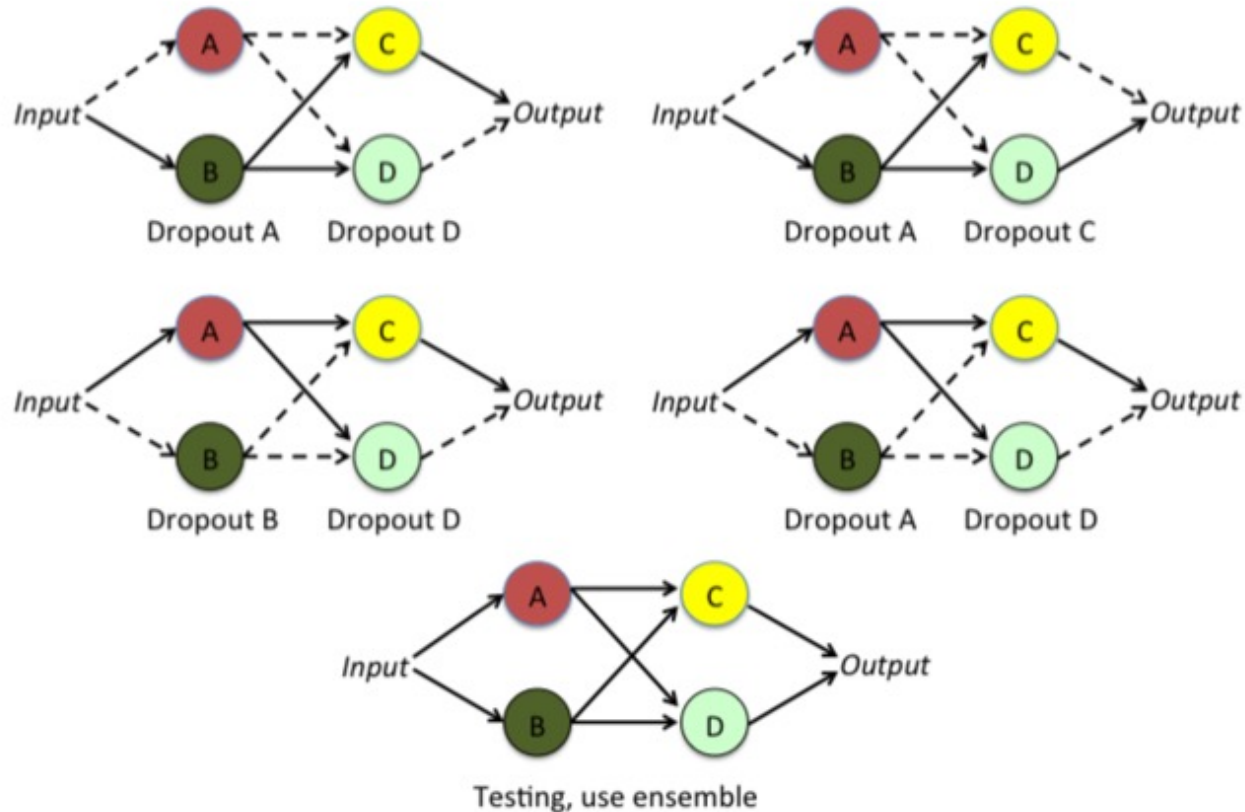 A C A C
Input Output Input Output
B D B D
Dropout A Dropout D Dropout A Dropout C
A C A C
Input Output Input Output
B D B D
Dropout B Dropout D Dropout A Dropout D
A C
Input Output
B D
Testing, use ensemble